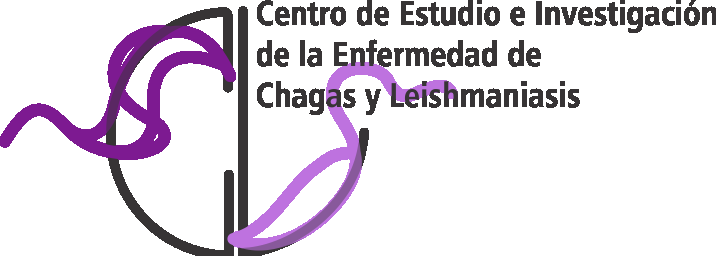 Centro de Estudio e Investigación
de la Enfermedad de
Chagas y Leishmaniasis